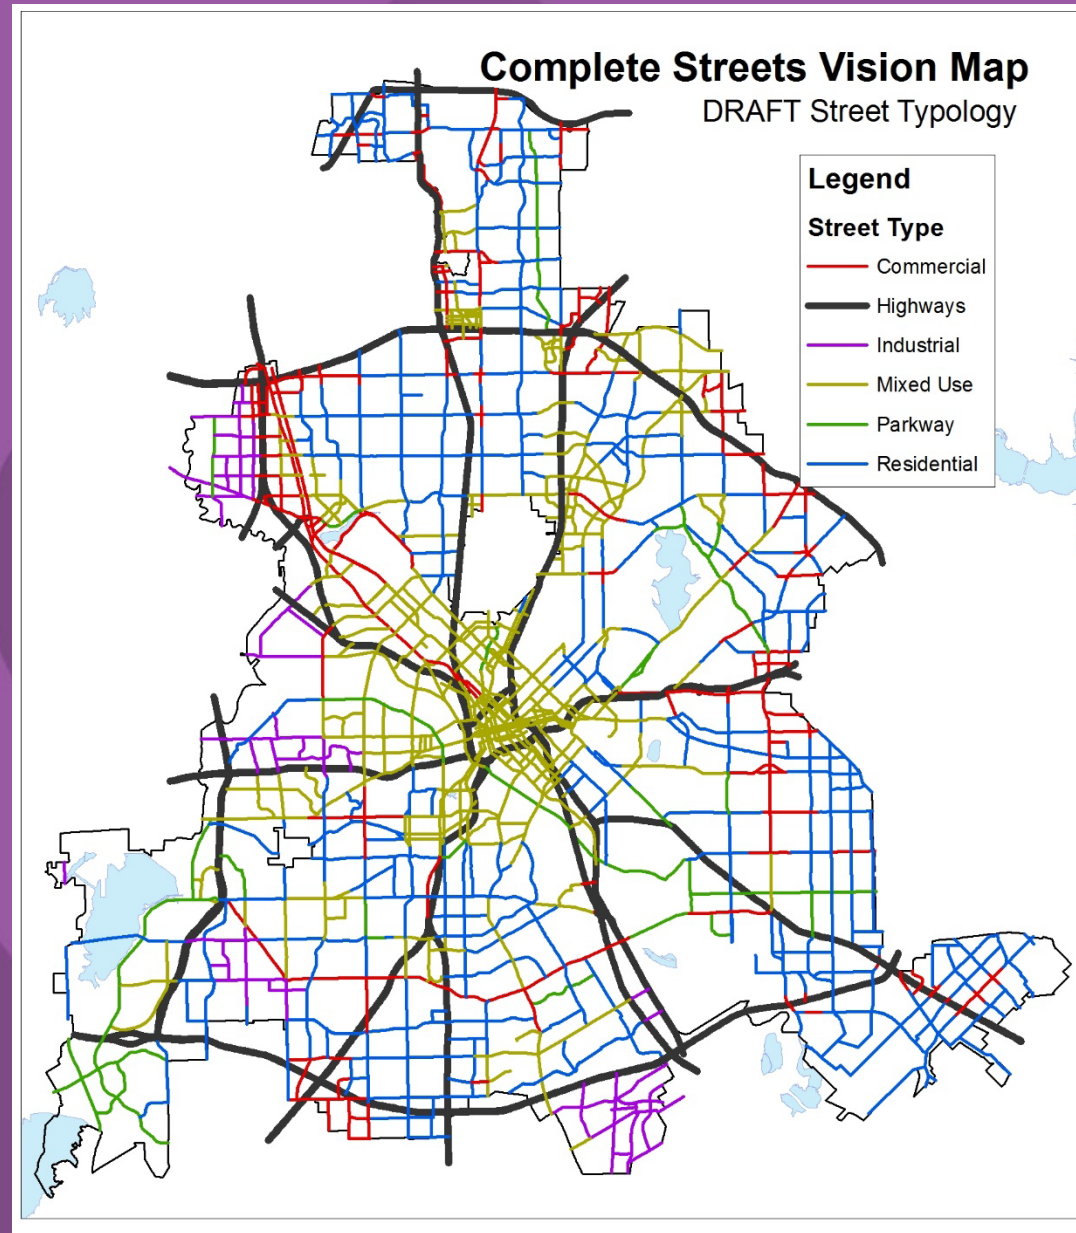 Complete Streets Vision Map
DRAFT Street Typology
Legend
Street Type
Commercial
Highways
Industrial
Mixed Use
Parkway
Residential